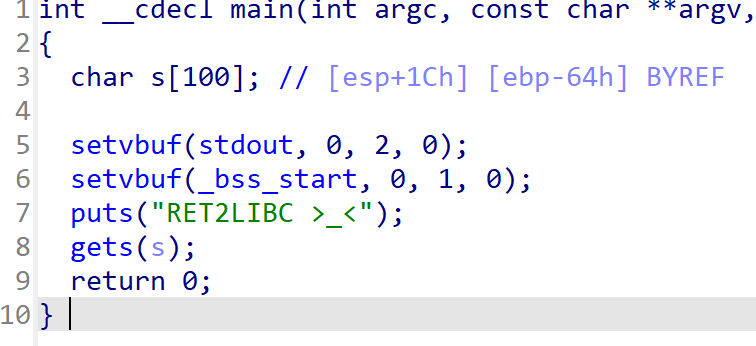 1 int __cdecl main(int argc, const char **argv,
2 {
3 char s[100]; // [esp+1Ch] [ebp-64h] BYREF
4
5 setvbuf(stdout, 0, 2, 0);
6 setvbuf(_bss_start, 0, 1, 0);
7 puts("RET2LIBC >_<");
8 gets(s);
9 return 0;
10 }